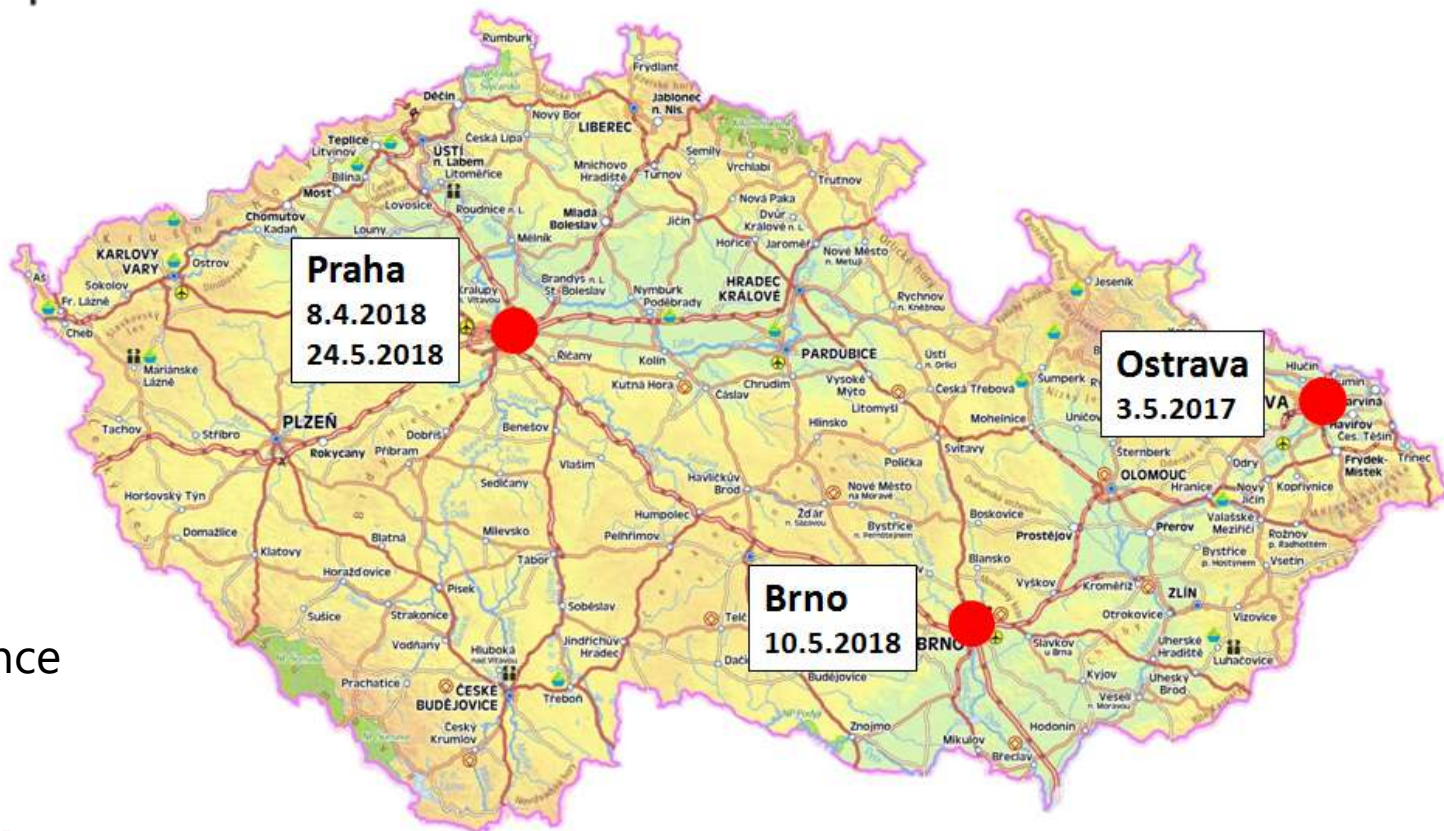 Rumburk
Frýdlant
Děčín
Jablonec
n. Nis.
Nový Bor
LIBEREC
Teplice
Litvínov
ÚSTÍ
n. Labem
Česká Lípa
Bílina
Litoměřice
Mnichovo
Hradiště
Turnov
Semily
Vrchlabí
Trutnov
Most
Lovosice
Roudnice n. L.
Chomutov
Kadaň
Louny
Mladá
Boleslav
Jičín
Nová Paka
Dvůr
Králové n. L.
Mělník
Hořice
Jaroměř
Nové Město
n. Metují
KARLOVY
VARY
Ostrov
Sokolov
Aš
Fr. Lázně
Cheb
Praha
8.4.2018
24.5.2018
Kralupy
n. Vltavou
Brandýs n. L.
St. Boleslav
Nymburk
Poděbrady
HRADEC
KRÁLOVÉ
Rychnov
n. Kněžnou
Jeseník
Mariánské
Lázně
Říčany
Kolín
Kutná Hora
PARDUBICE
Chrudim
Čáslav
Vysoké
Mýto
Litomyšl
Ústí
n. Orlicí
Česká Třebová
Šumperk
Mohelnice
Uničov
Ostrava
3.5.2017
Hlučín
VA
Havířov
Čes. Těšín
Třinec
Frýdek-
Místek
Tachov
Stříbro
PLZEŇ
Rokycany
Dobříš
Příbram
Benešov
Vlašim
Sedlčany
Hlinsko
Polička
Svitavy
Šternberk
OLOMOUC
Hranice
Odry
Nový
Jičín
Kopřivnice
Horšovský Týn
Domažlice
Klatovy
Blatná
Milevsko
Tábor
Humpolec
Pelhřimov
Havlíčkův
Brod
Žďár
n. Sázavou
Nové Město
na Moravě
Bystřice
n. Pernštejnem
Boskovice
Blansko
Prostějov
Přerov
Valašské
Meziříčí
Rožnov
p. Radhoštěm
Bystřice
p. Hostýnem
Vsetín
Horažďovice
Sušice
Strakonice
Písek
Soběslav
Vodňany
Jindřichův
Hradec
Telč
Brno
10.5.2018
BRNO
Vyškov
Kroměříž
ZLÍN
Otrokovice
Vizovice
Slavkov
u Brna
Uherské
Hradiště
Luhačovice
Uheský
Brod
Kyjov
Veselí
n. Moravou
nce
Prachatice
Hluboká
nad Vltavou
ČESKÉ
BUDĚJOVICE
Třeboň
Český
Krumlov
Budějovice
Znojmo
Mikulov
Břeclav
Hodonín